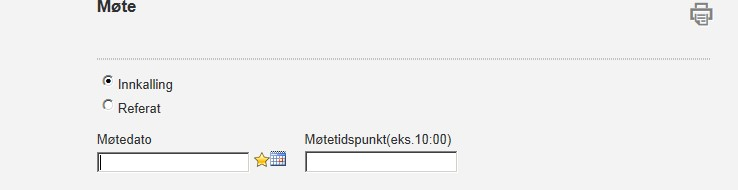 Møte
Innkalling
Referat
Møtedato Møtetidspunkt(eks.10:00)